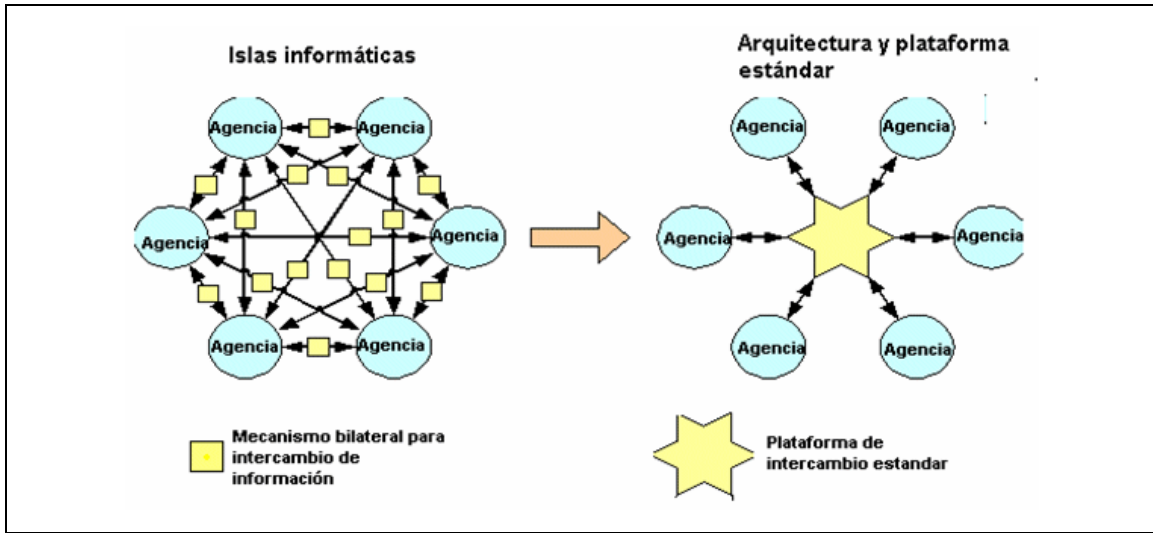 Islas informáticas
Arquitectura y plataforma
estándar
Agencia
Agencia
Agencia
Agencia
Agencia
Agencia
Agencia
Agencia
Agencia
Agencia
Agencia
Agencia
Mecanismo bilateral para
intercambio de
información
Plataforma de
intercambio estandar